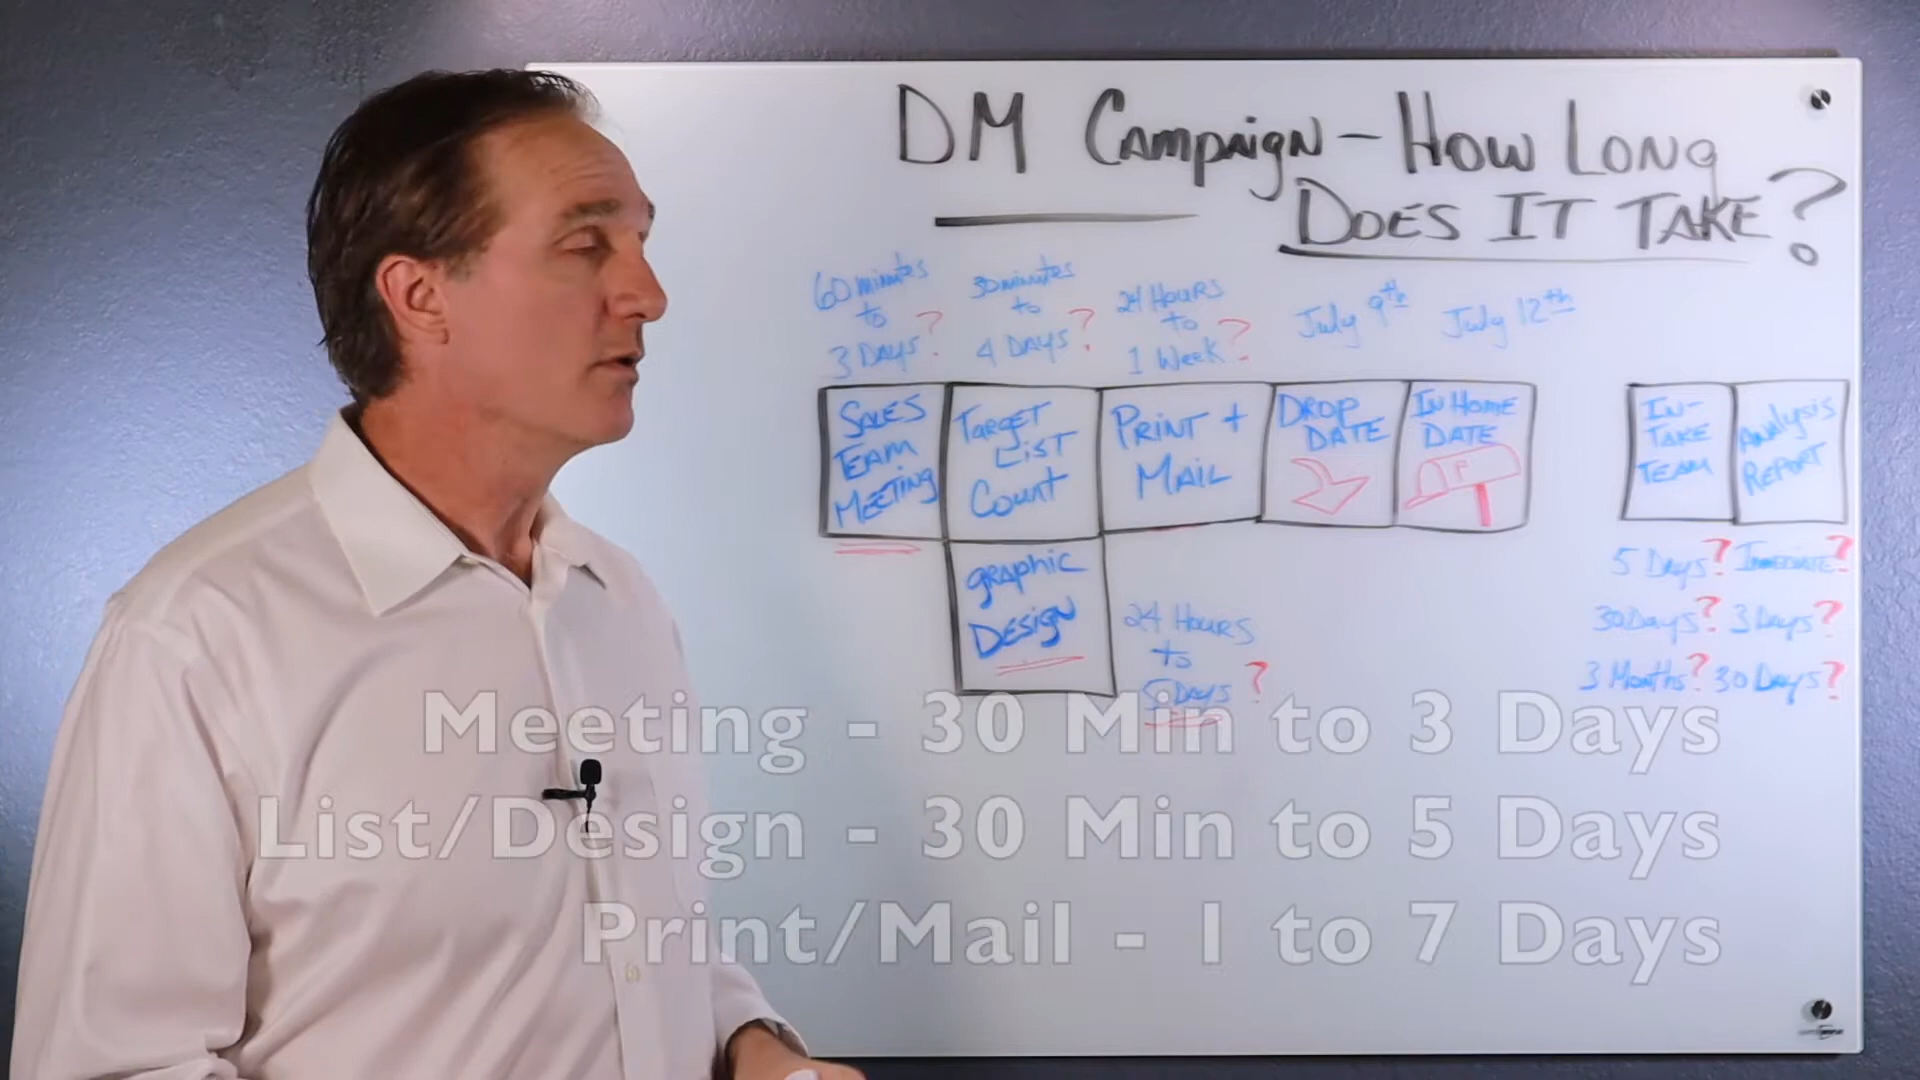 DM Campaign - How Long
Does It Take?
60 minutes
to
3 Days?
30 minutes
to
4 Days?
24 Hours
to
1 Week?
July 9th
July 12th
Sales
Team
Meeting
Target
List
Count
Print +
Mail
Drop
Date
In Home
Date
In-
Take
Team
Analysis
Report
Graphic
Design
24 Hours
to
5 Days?
5 Days? Immediate?
30 Days? 3 Days?
3 Months? 30 Days?
Meeting - 30 Min to 3 Days
List/Design - 30 Min to 5 Days
Print/Mail - 1 to 7 Days